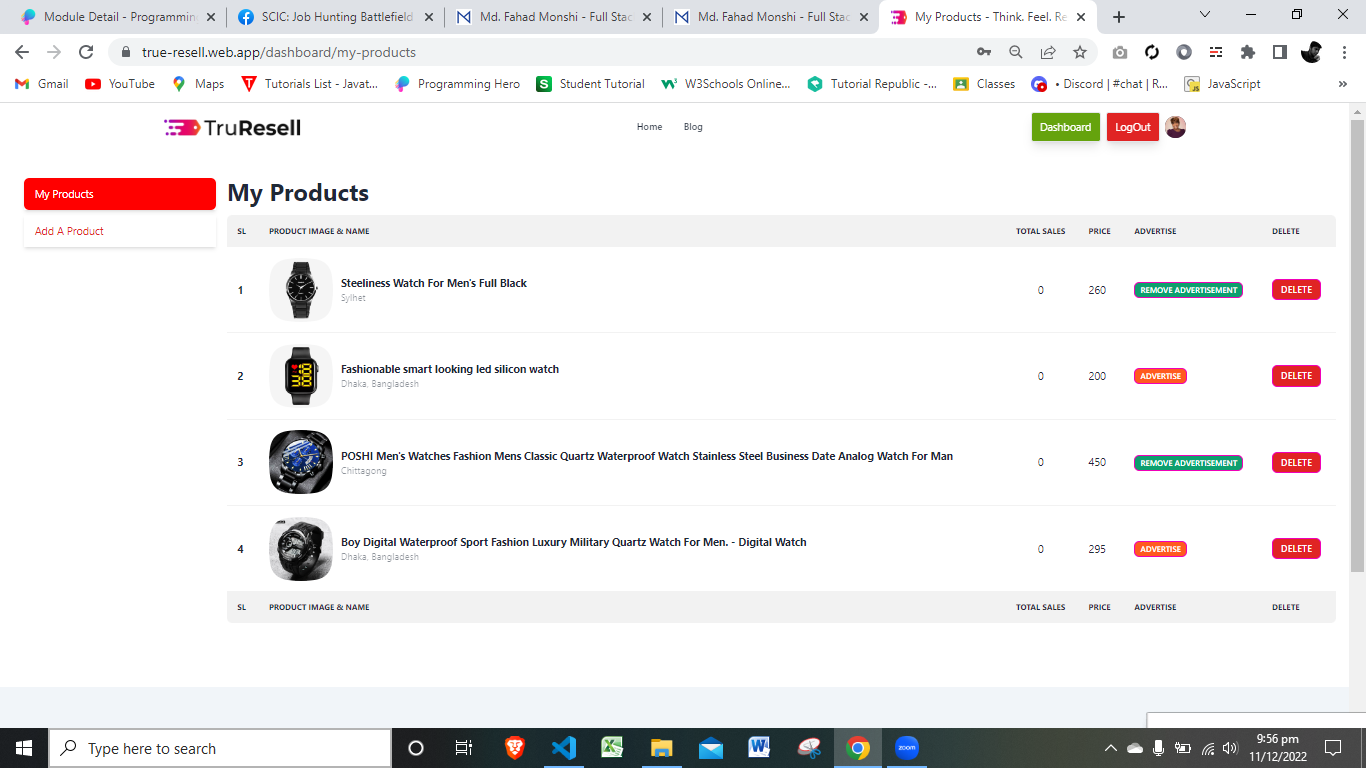 Module Detail - Programmin
SCIC: Job Hunting Battlefield
Md. Fahad Monshi - Full Stac
Md. Fahad Monshi - Full Stac
My Products - Think. Feel. Re
true-resell.web.app/dashboard/my-products
Gmail
YouTube
Maps
Tutorials List - Javat...
Programming Hero
Student Tutorial
W3Schools Online...
Tutorial Republic -...
Classes
• Discord | #chat | R...
JavaScript
TruResell
Home
Blog
Dashboard
LogOut
My Products
Add A Product
My Products
SL PRODUCT IMAGE & NAME TOTAL SALES PRICE ADVERTISE DELETE
1 Steeliness Watch For Men's Full Black 0 260 REMOVE ADVERTISEMENT DELETE
Sylhet
2 Fashionable smart looking led silicon watch 0 200 ADVERTISE DELETE
Dhaka, Bangladesh
3 POSHI Men's Watches Fashion Mens Classic Quartz Waterproof Watch Stainless Steel Business Date Analog Watch For Man 0 450 REMOVE ADVERTISEMENT DELETE
Chittagong
4 Boy Digital Waterproof Sport Fashion Luxury Military Quartz Watch For Men. - Digital Watch 0 295 ADVERTISE DELETE
Dhaka, Bangladesh
SL PRODUCT IMAGE & NAME TOTAL SALES PRICE ADVERTISE DELETE
Type here to search
zoom
9:56 pm
11/12/2022